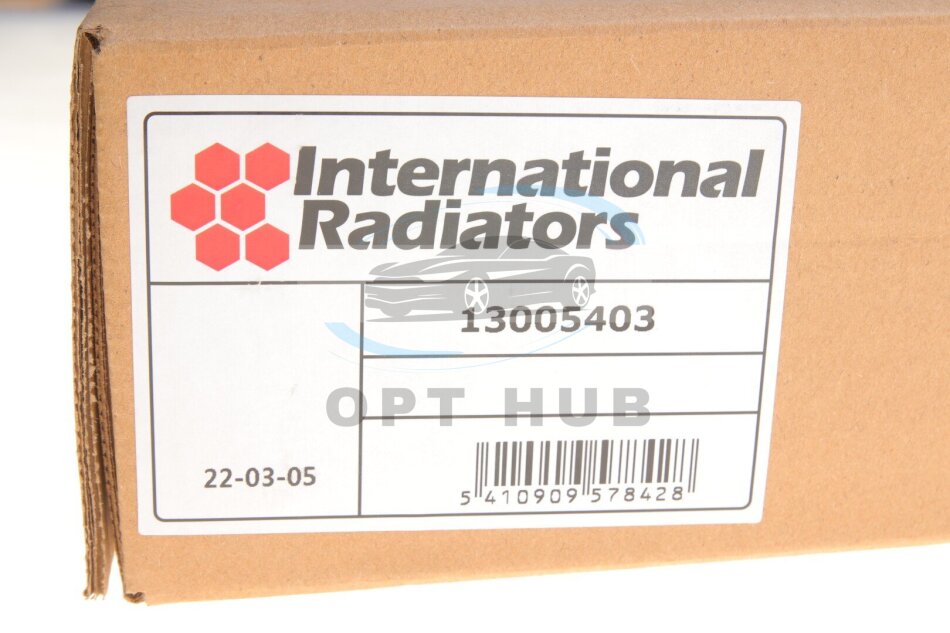 International
Radiators
13005403
OPT HUB
22-03-05
5 410909 578428